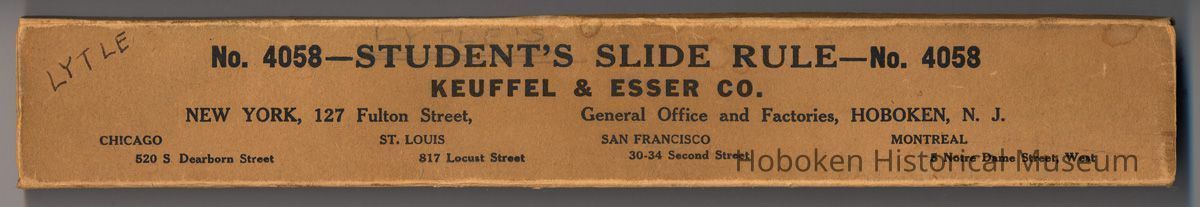 LYTLE
No. 4058—STUDENT'S SLIDE RULE—No. 4058
KEUFFEL & ESSER CO.
NEW YORK, 127 Fulton Street, General Office and Factories, HOBOKEN, N. J.
CHICAGO ST. LOUIS SAN FRANCISCO MONTREAL
520 S Dearborn Street 817 Locust Street 30-34 Second Street 5 Notre Dame Street, West
Hoboken Historical Museum